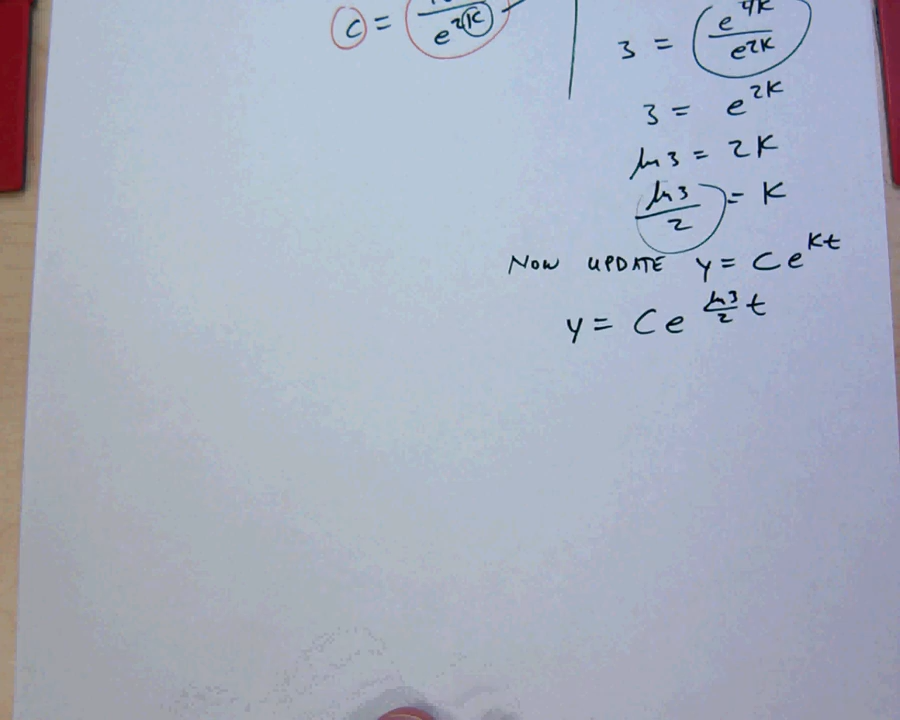 C = / e^2K
3 = e^4K / e^2K
3 = e^2K
ln 3 = 2K
ln 3 / 2 = K
NOW UPDATE y = Ce^Kt
y = Ce^(ln3/2)t